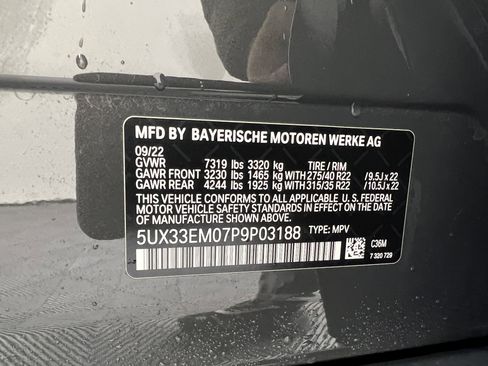 MFD BY BAYERISCHE MOTOREN WERKE AG
09/22
GVWR 7319 lbs 3320 kg TIRE / RIM
GAWR FRONT 3230 lbs 1465 kg WITH 275/40 R22 /9.5J x 22
GAWR REAR 4244 lbs 1925 kg WITH 315/35 R22 /10.5J x 22
THIS VEHICLE CONFORMS TO ALL APPLICABLE U. S. FEDERAL
MOTOR VEHICLE SAFETY STANDARDS IN EFFECT ON THE
DATE OF MANUFACTURE SHOWN ABOVE.
5UX33EM07P9P03188 TYPE: MPV
C36M
7 320 729